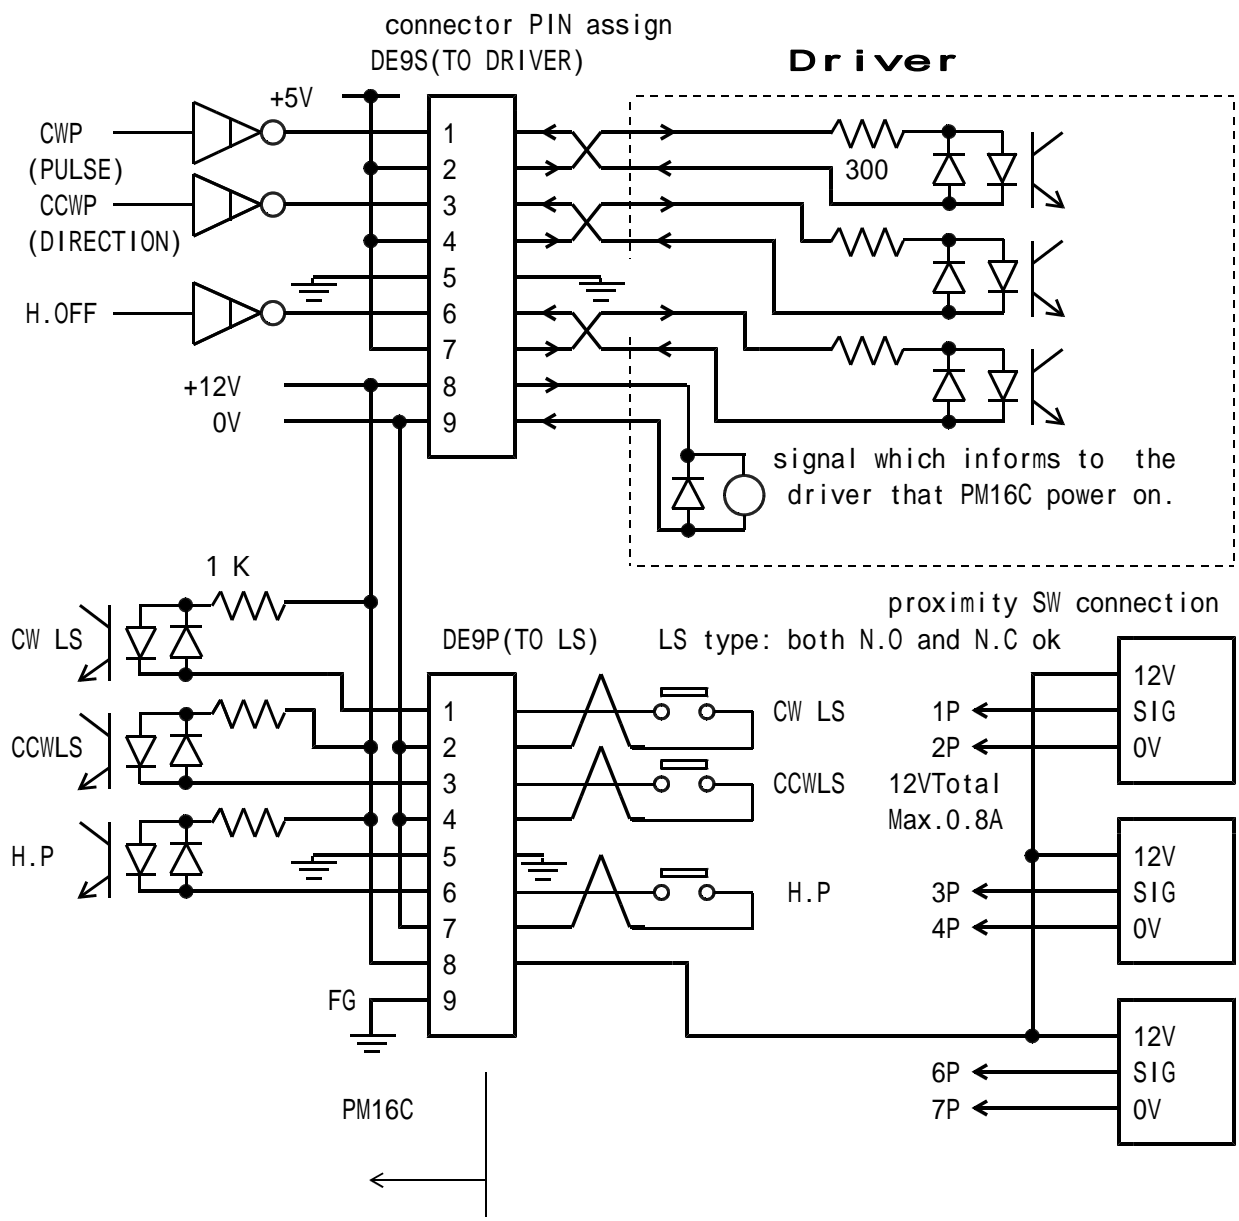 connector PIN assign
DE9S(TO DRIVER)
Driver
+5V
CWP
(PULSE)
CCWP
(DIRECTION)
H.OFF
+12V
0V
1
2
3
4
5
6
7
8
9
300
signal which informs to the
driver that PM16C power on.
1 K
CW LS
CCWLS
H.P
DE9P(TO LS)
LS type: both N.O and N.C ok
proximity SW connection
1
2
3
4
5
6
7
8
9
FG
CW LS
CCWLS
H.P
12VTotal
Max.0.8A
1P
2P
12V
SIG
0V
3P
4P
12V
SIG
0V
6P
7P
12V
SIG
0V
PM16C